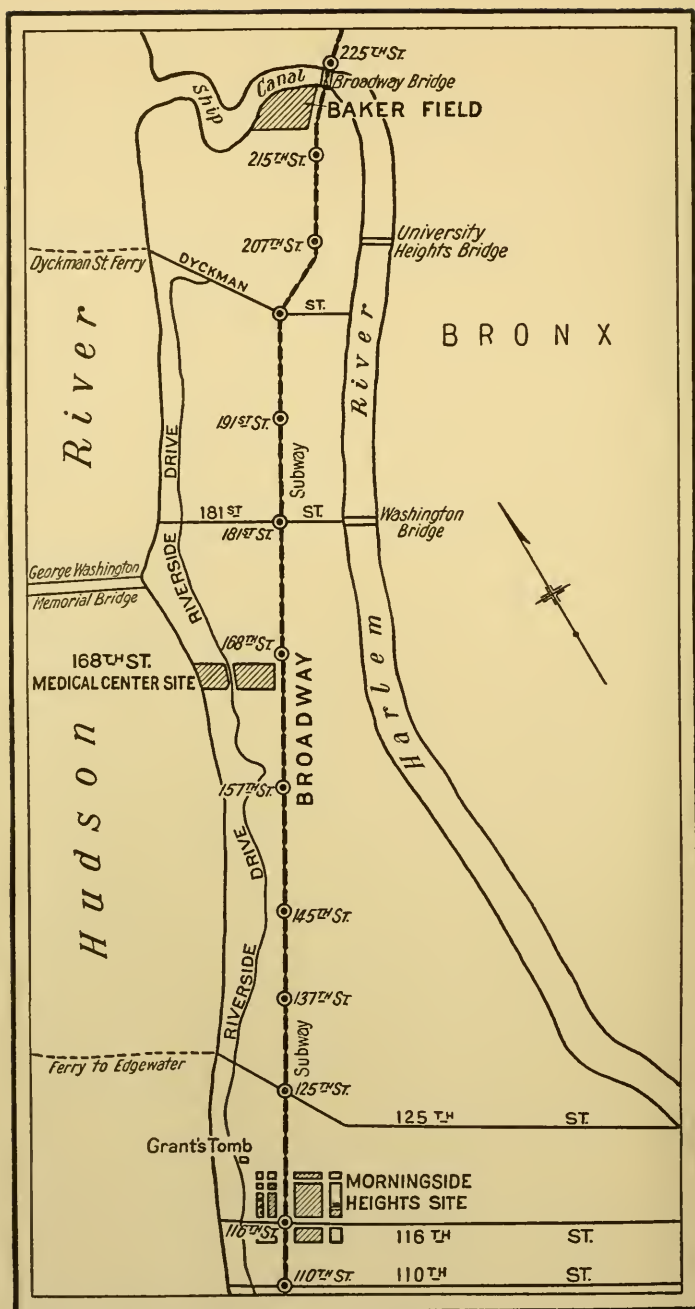 225TH ST.
Ship Canal
Broadway Bridge
BAKER FIELD
215TH ST.
207TH ST.
University
Heights Bridge
Dyckman St. Ferry
DYCKMAN ST.
River
BRONX
River
191ST ST.
DRIVE
Subway
181ST ST.
181ST ST.
Washington
Bridge
George Washington
Memorial Bridge
RIVERSIDE
168TH ST.
168TH ST.
MEDICAL CENTER SITE
BROADWAY
Harlem
Hudson
157TH ST.
DRIVE
145TH ST.
RIVERSIDE
137TH ST.
Subway
Ferry to Edgewater
125TH ST.
125TH ST.
Grant's Tomb
MORNINGSIDE
HEIGHTS SITE
116TH ST.
116TH ST.
110TH ST.
110TH ST.